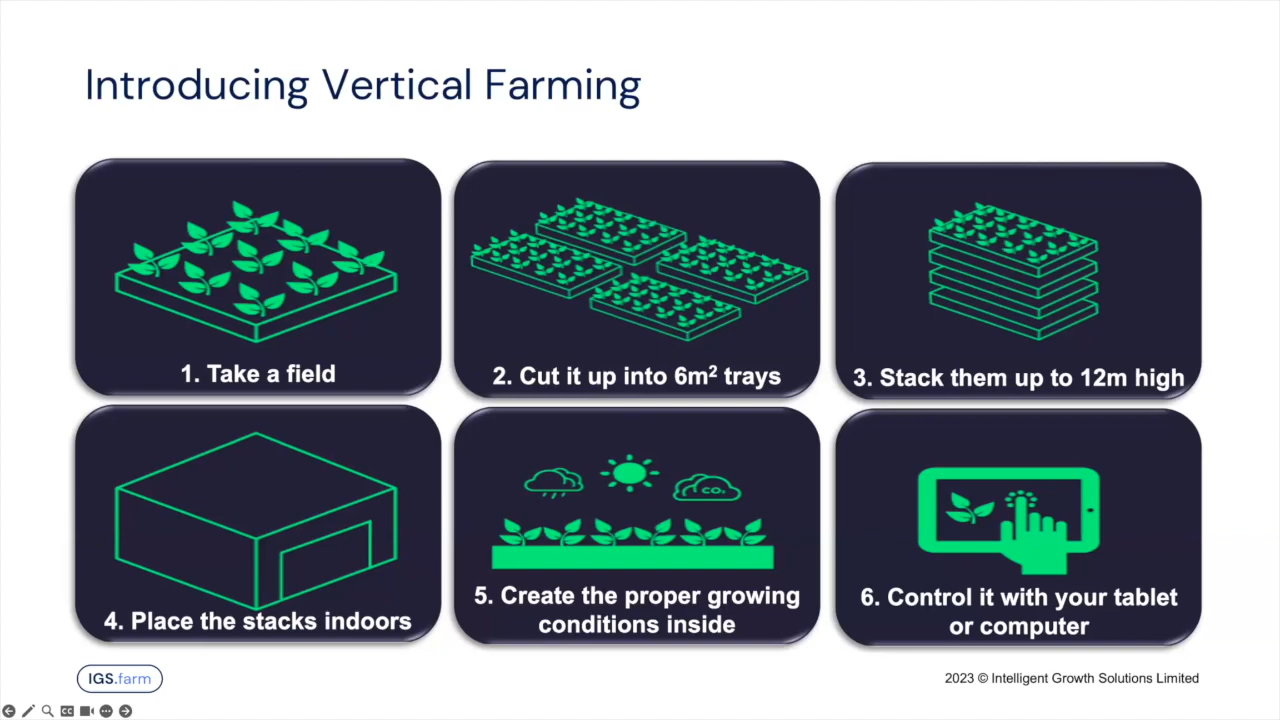 Introducing Vertical Farming
1. Take a field
2. Cut it up into 6m² trays
3. Stack them up to 12m high
4. Place the stacks indoors
CO₂
5. Create the proper growing
conditions inside
6. Control it with your tablet
or computer
IGS.farm
2023 © Intelligent Growth Solutions Limited
CC